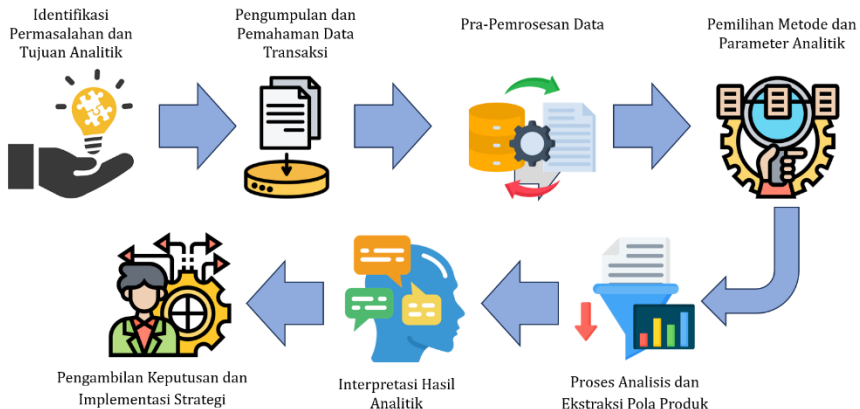 Identifikasi
Permasalahan dan
Tujuan Analitik
Pengumpulan dan
Pemahaman Data
Transaksi
Pra-Pemrosesan Data
Pemilihan Metode dan
Parameter Analitik
Proses Analisis dan
Ekstraksi Pola Produk
Interpretasi Hasil
Analitik
Pengambilan Keputusan dan
Implementasi Strategi